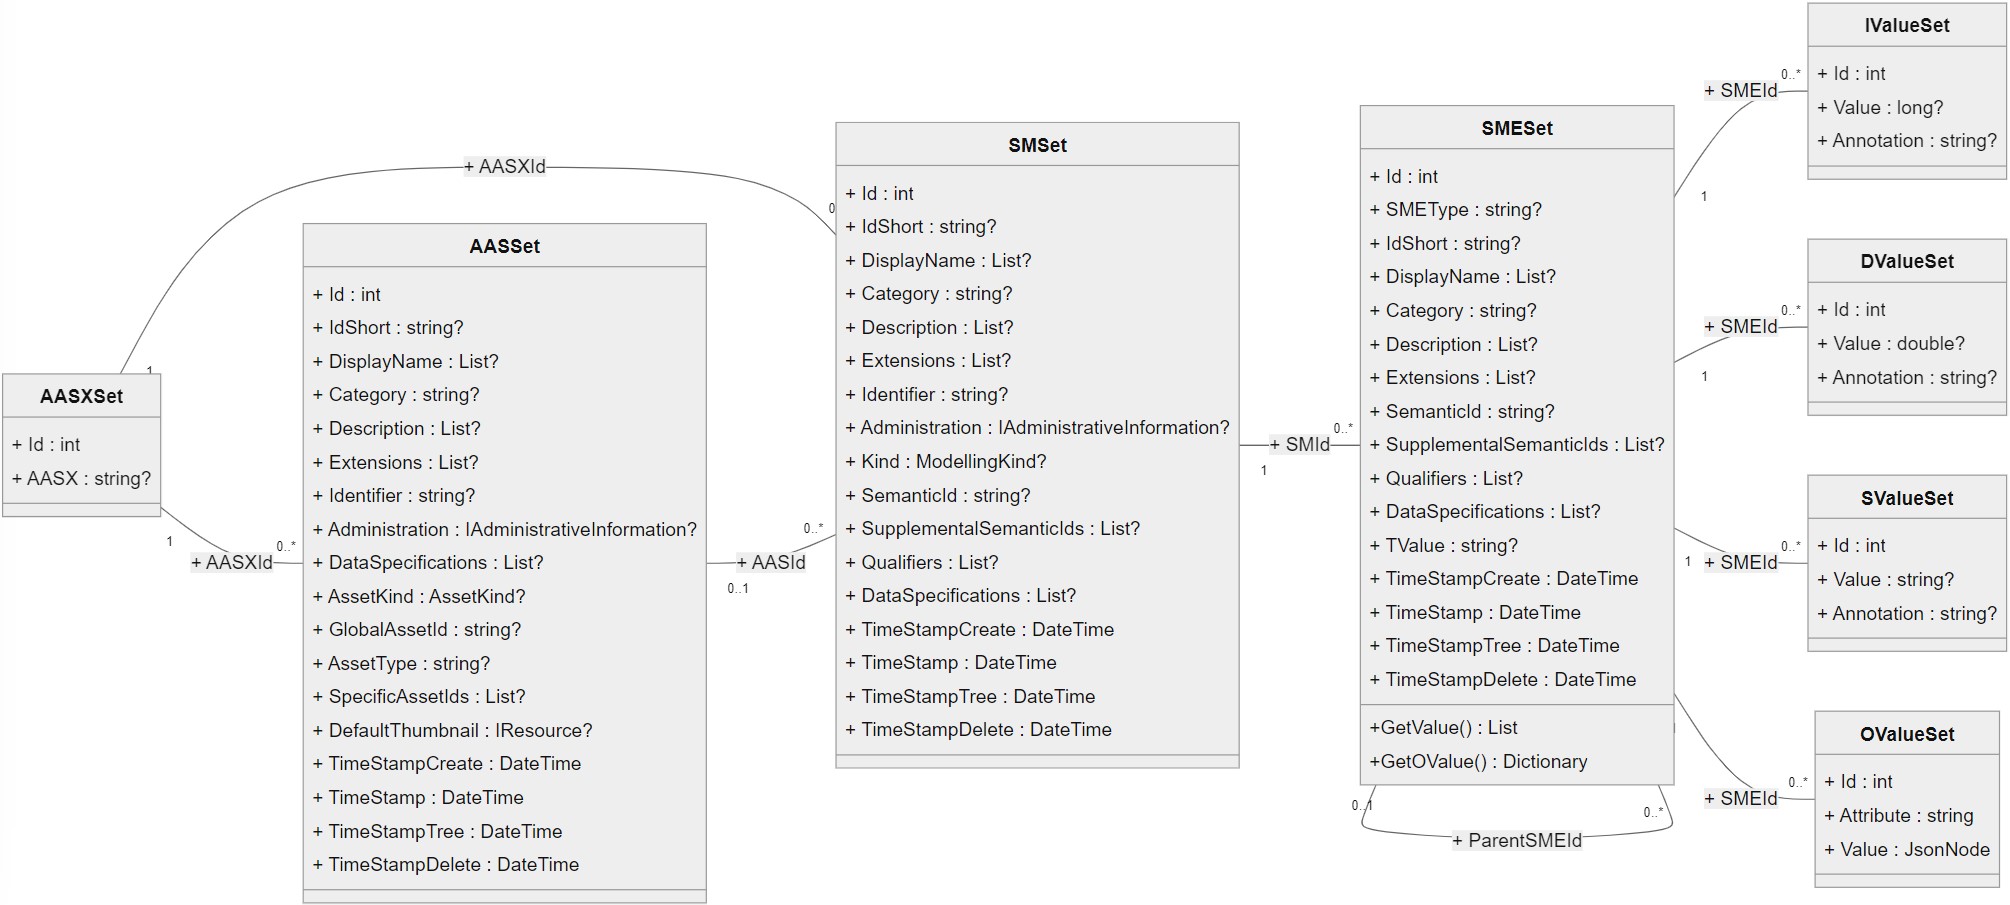 AASXSet
+ Id : int
+ AASX : string?
1
+ AASXId
0
1
+ AASXId
0..*
AASSet
+ Id : int
+ IdShort : string?
+ DisplayName : List?
+ Category : string?
+ Description : List?
+ Extensions : List?
+ Identifier : string?
+ Administration : IAdministrativeInformation?
+ DataSpecifications : List?
+ AssetKind : AssetKind?
+ GlobalAssetId : string?
+ AssetType : string?
+ SpecificAssetIds : List?
+ DefaultThumbnail : IResource?
+ TimeStampCreate : DateTime
+ TimeStamp : DateTime
+ TimeStampTree : DateTime
+ TimeStampDelete : DateTime
0..1
+ AASId
0..*
SMSet
+ Id : int
+ IdShort : string?
+ DisplayName : List?
+ Category : string?
+ Description : List?
+ Extensions : List?
+ Identifier : string?
+ Administration : IAdministrativeInformation?
+ Kind : ModellingKind?
+ SemanticId : string?
+ SupplementalSemanticIds : List?
+ Qualifiers : List?
+ DataSpecifications : List?
+ TimeStampCreate : DateTime
+ TimeStamp : DateTime
+ TimeStampTree : DateTime
+ TimeStampDelete : DateTime
1
+ SMId
0..*
SMESet
+ Id : int
+ SMEType : string?
+ IdShort : string?
+ DisplayName : List?
+ Category : string?
+ Description : List?
+ Extensions : List?
+ SemanticId : string?
+ SupplementalSemanticIds : List?
+ Qualifiers : List?
+ DataSpecifications : List?
+ TValue : string?
+ TimeStampCreate : DateTime
+ TimeStamp : DateTime
+ TimeStampTree : DateTime
+ TimeStampDelete : DateTime
+GetValue() : List
+GetOValue() : Dictionary
0..1
+ ParentSMEId
0..*
1
+ SMEId
0..*
IValueSet
+ Id : int
+ Value : long?
+ Annotation : string?
1
+ SMEId
0..*
DValueSet
+ Id : int
+ Value : double?
+ Annotation : string?
1
+ SMEId
0..*
SValueSet
+ Id : int
+ Value : string?
+ Annotation : string?
+ SMEId
0..*
OValueSet
+ Id : int
+ Attribute : string
+ Value : JsonNode